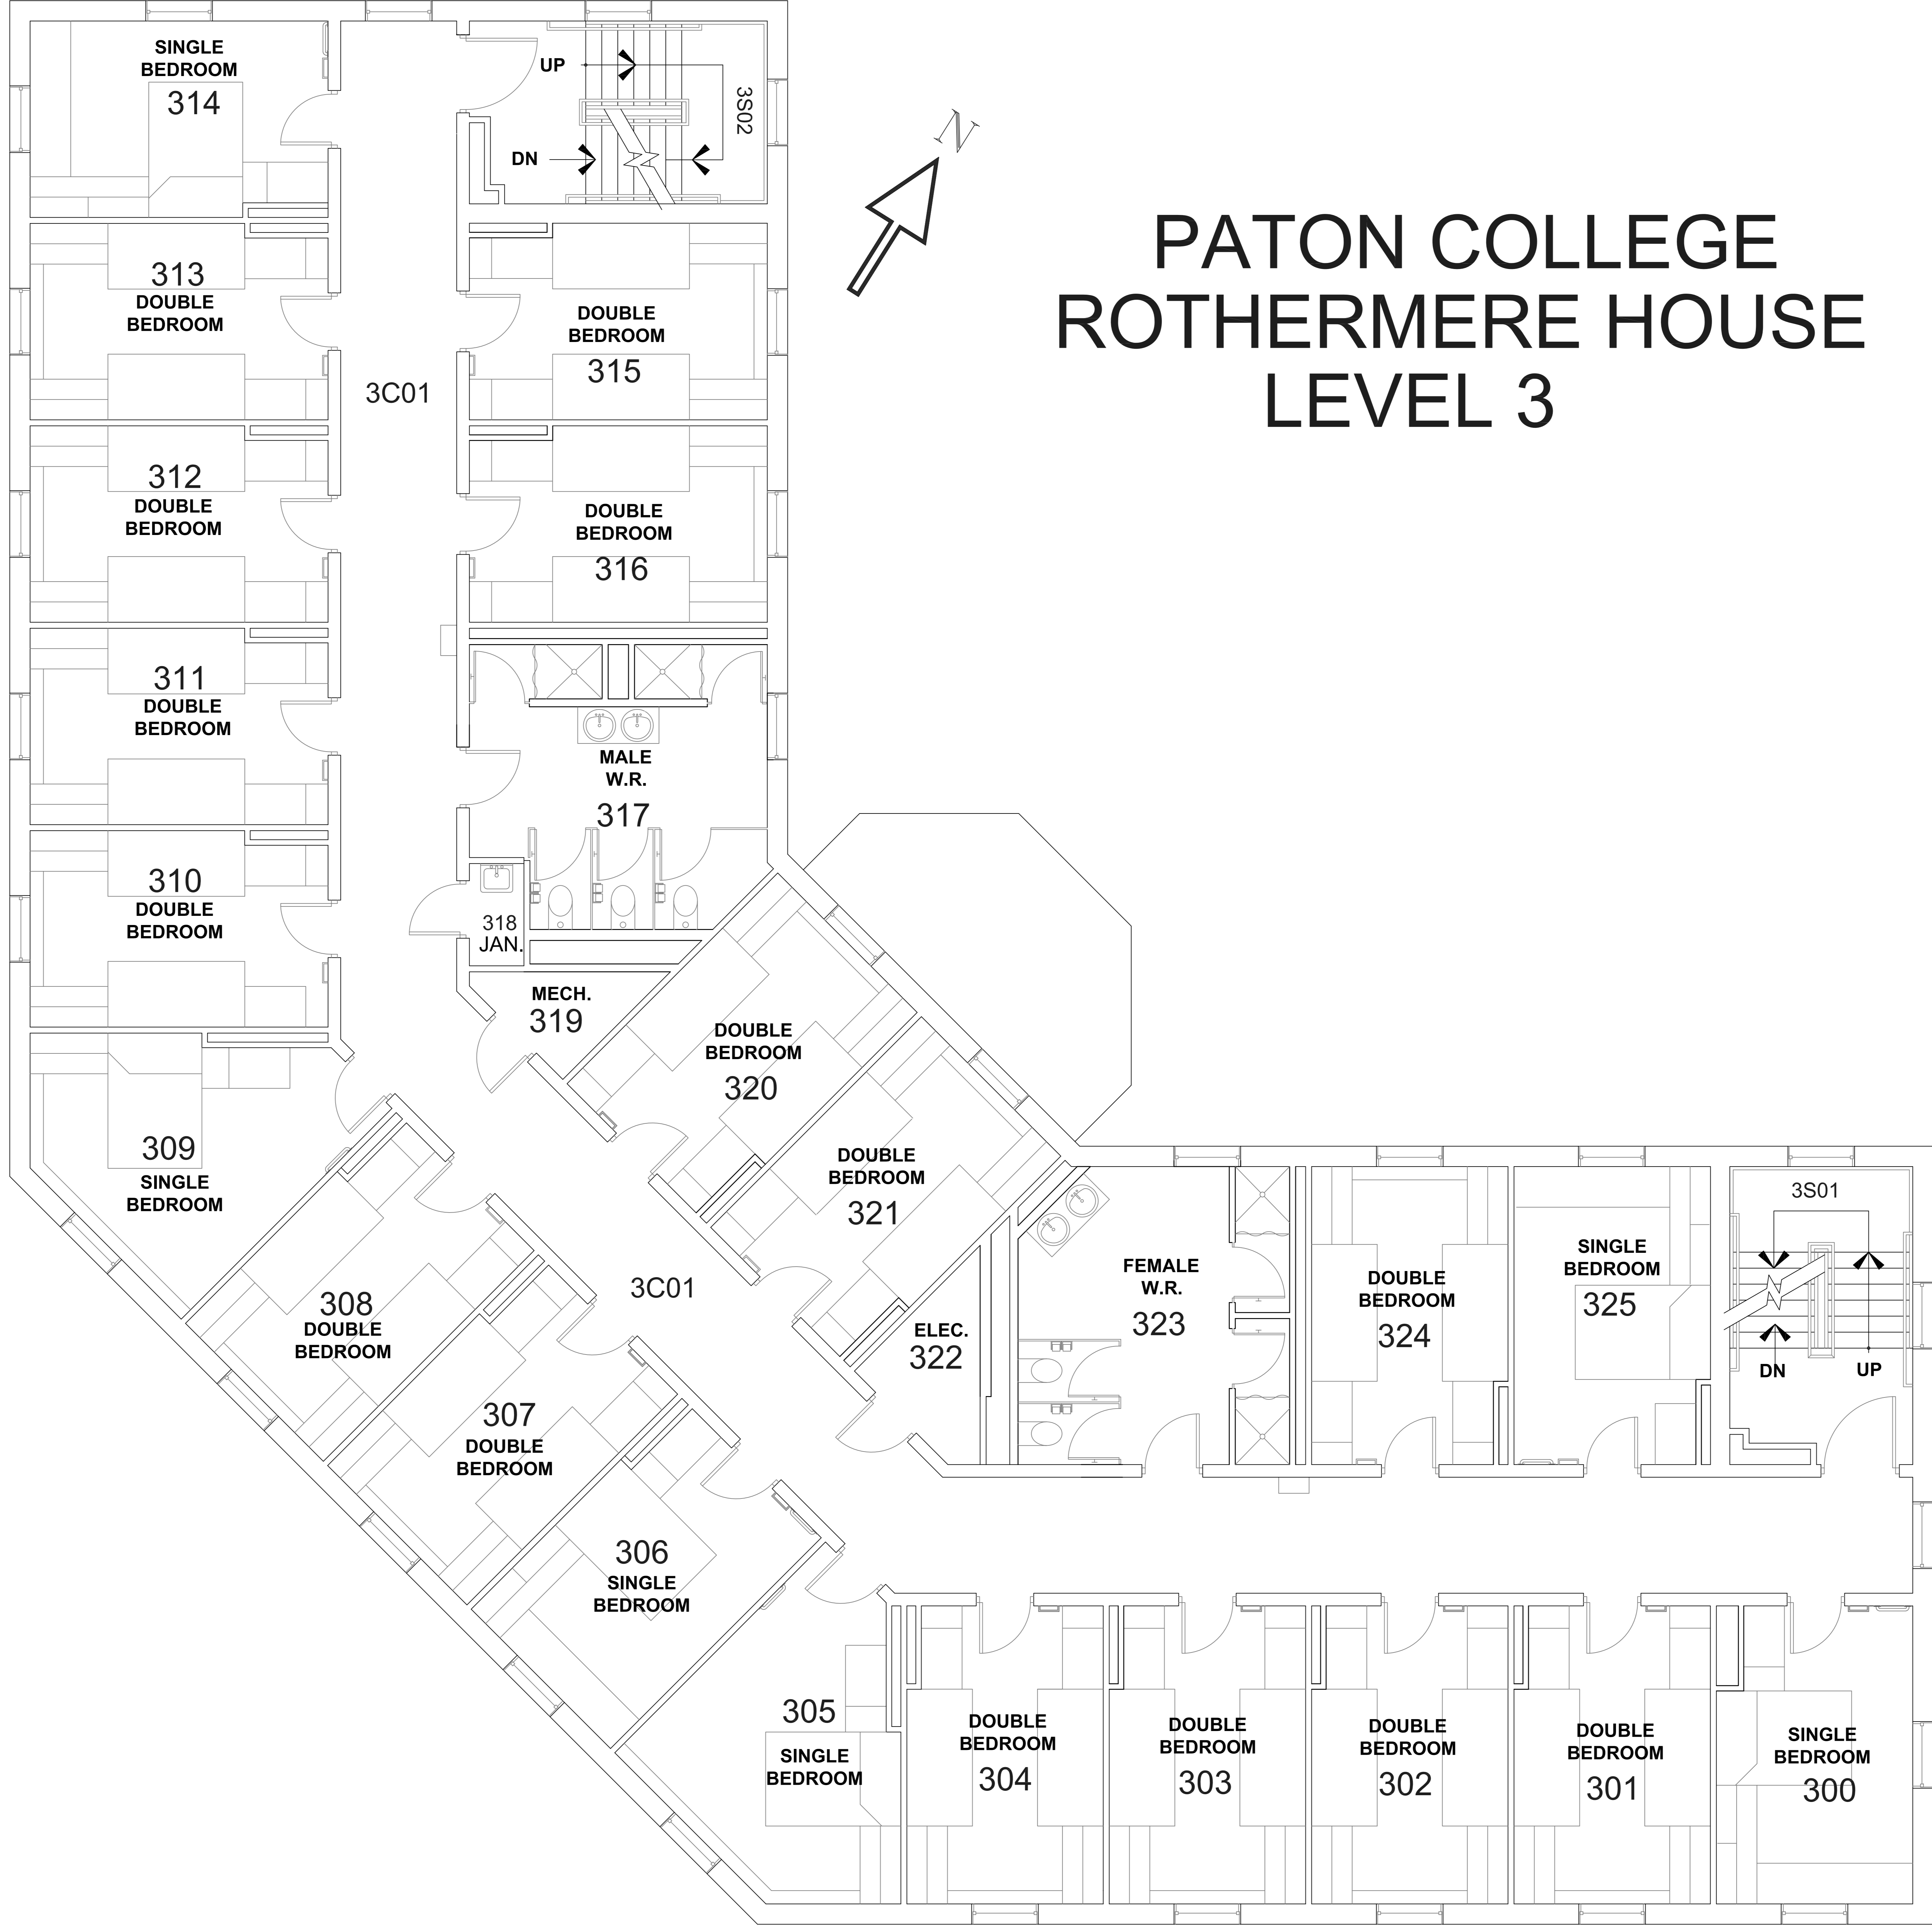 PATON COLLEGE
ROTHERMERE HOUSE
LEVEL 3
N
SINGLE
BEDROOM
314
UP
DN
3S02
313
DOUBLE
BEDROOM
DOUBLE
BEDROOM
315
3C01
312
DOUBLE
BEDROOM
DOUBLE
BEDROOM
316
311
DOUBLE
BEDROOM
MALE
W.R.
317
310
DOUBLE
BEDROOM
318
JAN.
MECH.
319
DOUBLE
BEDROOM
320
309
SINGLE
BEDROOM
DOUBLE
BEDROOM
321
308
DOUBLE
BEDROOM
3C01
ELEC.
322
FEMALE
W.R.
323
DOUBLE
BEDROOM
324
SINGLE
BEDROOM
325
3S01
DN
UP
307
DOUBLE
BEDROOM
306
SINGLE
BEDROOM
305
SINGLE
BEDROOM
DOUBLE
BEDROOM
304
DOUBLE
BEDROOM
303
DOUBLE
BEDROOM
302
DOUBLE
BEDROOM
301
SINGLE
BEDROOM
300